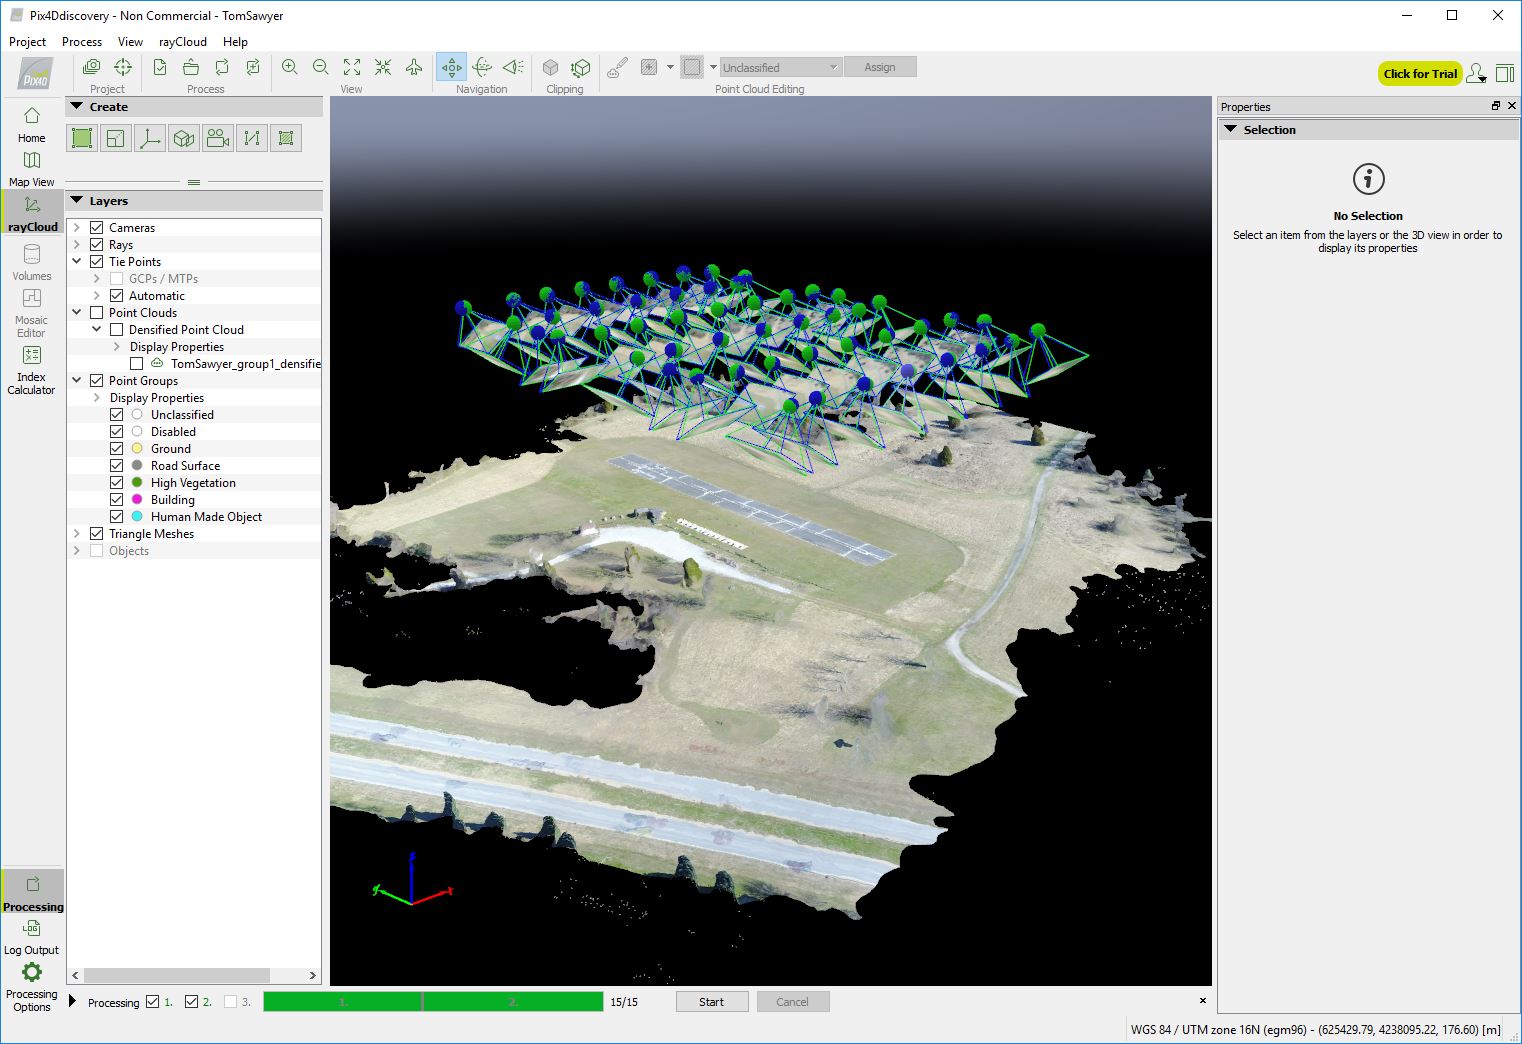 Pix4Ddiscovery - Non Commercial - TomSawyer
Project Process View rayCloud Help
PIX4D
Project Process View Navigation Clipping Point Cloud Editing
Unclassified Assign
Click for Trial
Home
Map View
rayCloud
Volumes
Mosaic
Editor
Index
Calculator
Processing
Log Output
Processing
Options
Create
Layers
Cameras
Rays
Tie Points
GCPs / MTPs
Automatic
Point Clouds
Densified Point Cloud
Display Properties
TomSawyer_group1_densifie
Point Groups
Display Properties
Unclassified
Disabled
Ground
Road Surface
High Vegetation
Building
Human Made Object
Triangle Meshes
Objects
z
y x
Properties
Selection
No Selection
Select an item from the layers or the 3D view in order to
display its properties
Processing 1. 2. 3. 1. 2. 15/15 Start Cancel
WGS 84 / UTM zone 16N (egm96) - (625429.79, 4238095.22, 176.60) [m]